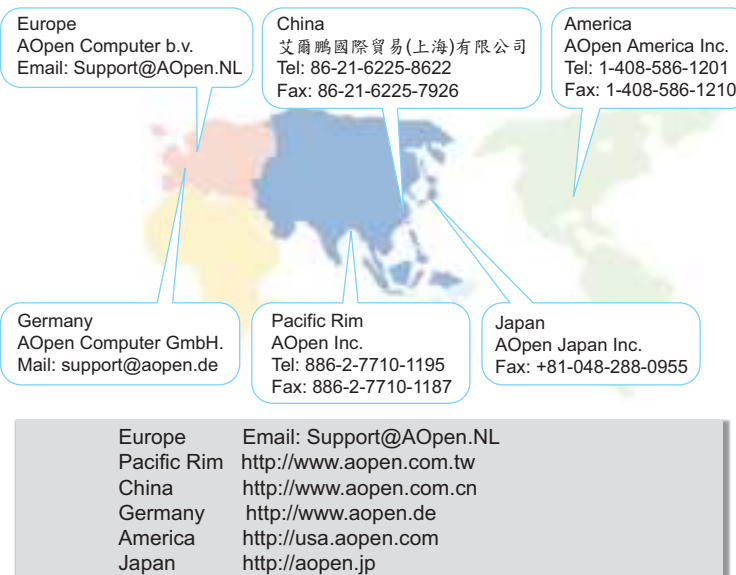 Europe
AOpen Computer b.v.
Email: Support@AOpen.NL
China
艾爾鵬國際貿易(上海)有限公司
Tel: 86-21-6225-8622
Fax: 86-21-6225-7926
America
AOpen America Inc.
Tel: 1-408-586-1201
Fax: 1-408-586-1210
Germany
AOpen Computer GmbH.
Mail: support@aopen.de
Pacific Rim
AOpen Inc.
Tel: 886-2-7710-1195
Fax: 886-2-7710-1187
Japan
AOpen Japan Inc.
Fax: +81-048-288-0955
Europe Email: Support@AOpen.NL
Pacific Rim http://www.aopen.com.tw
China http://www.aopen.com.cn
Germany http://www.aopen.de
America http://usa.aopen.com
Japan http://aopen.jp